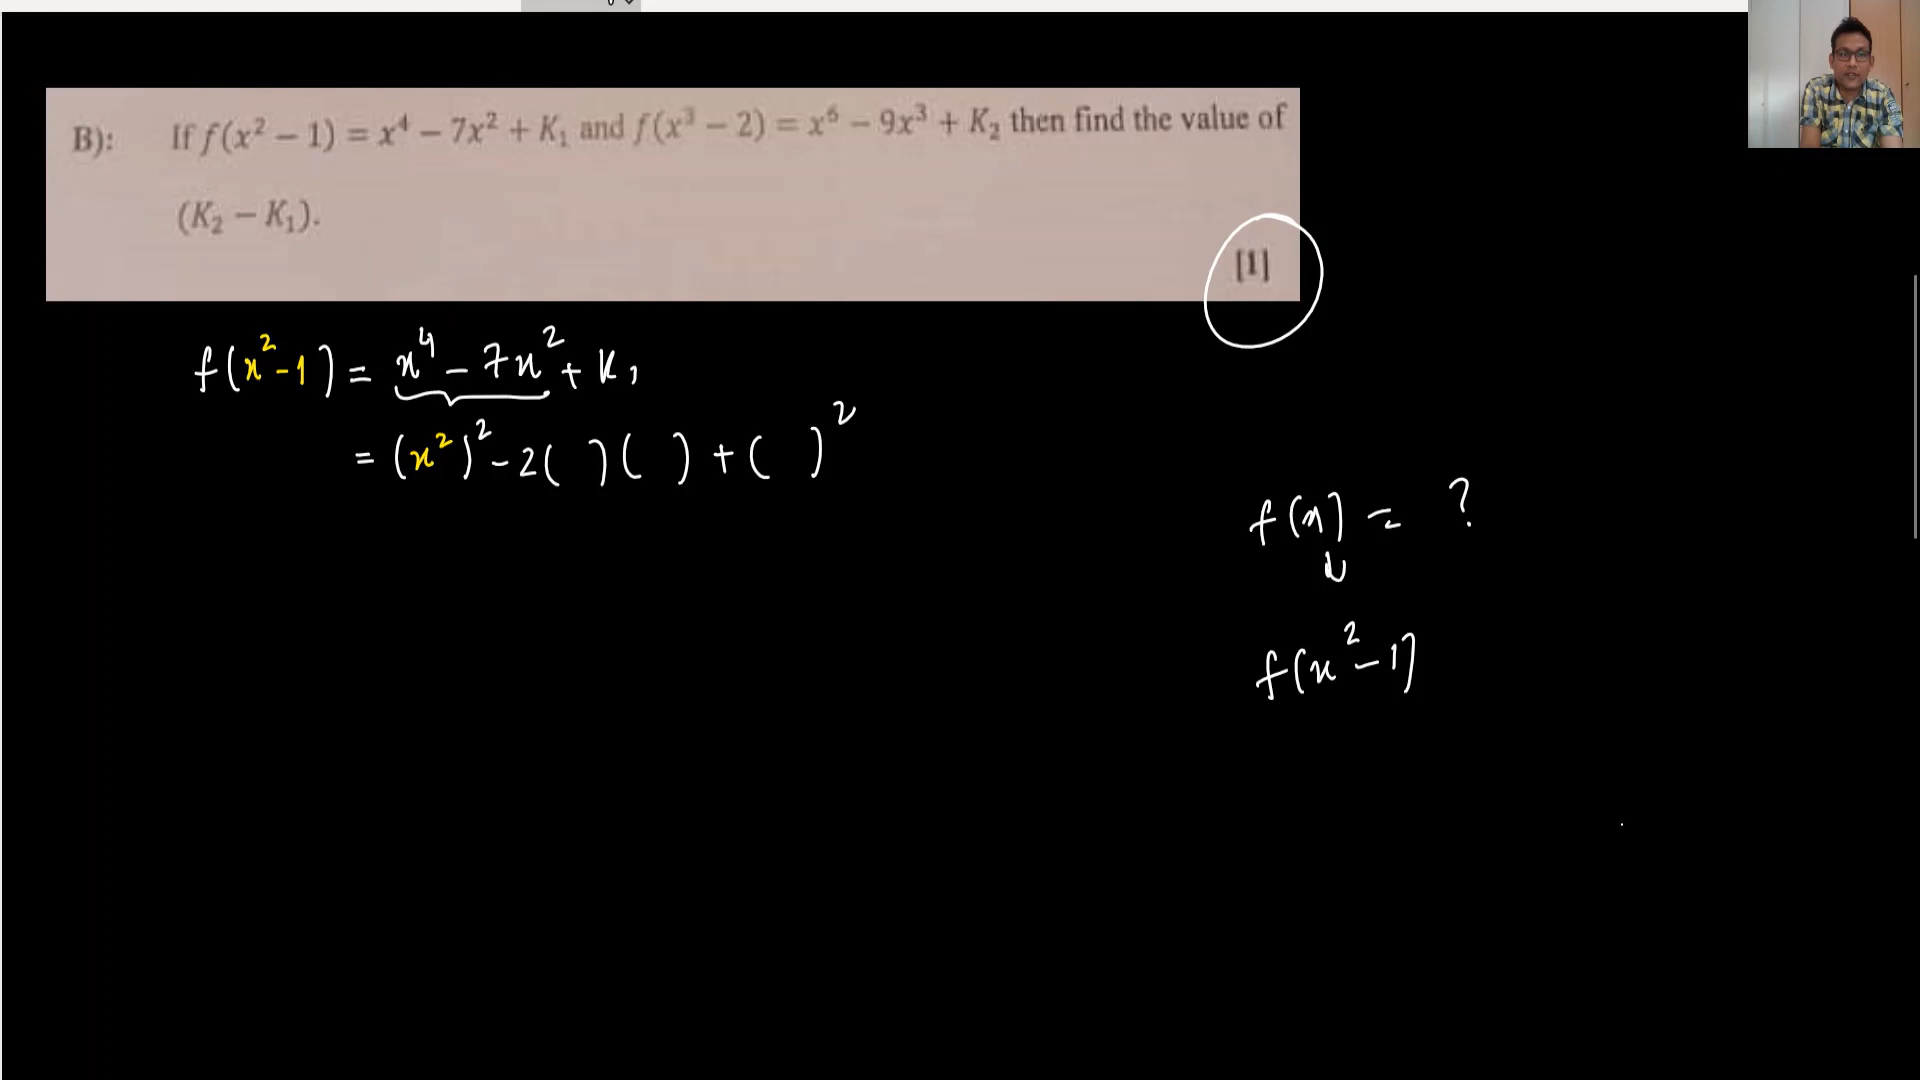 B): If f(x² − 1) = x⁴ − 7x² + K₁ and f(x³ − 2) = x⁶ − 9x³ + K₂ then find the value of
(K₂ − K₁).
[1]
f(x²-1) = x⁴ - 7x² + K₁
= (x²)² - 2( )( ) + ( )²
f(x) = ?
f(x²-1)